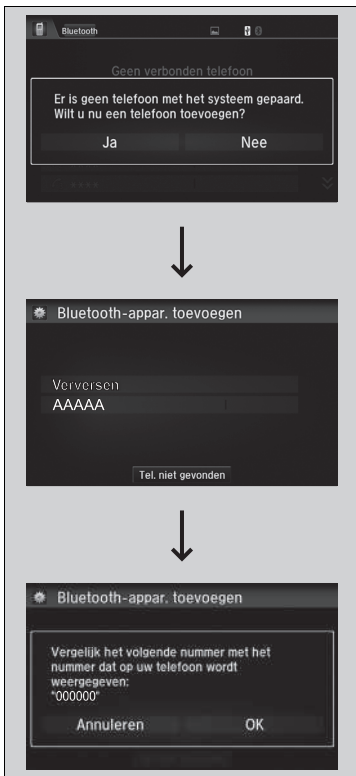 Bluetooth
Geen verbonden telefoon
Er is geen telefoon met het systeem gepaard.
Wilt u nu een telefoon toevoegen?
Ja Nee
Bluetooth-appar. toevoegen
Verversen
AAAAA
Tel. niet gevonden
Bluetooth-appar. toevoegen
Vergelijk het volgende nummer met het
nummer dat op uw telefoon wordt
weergegeven:
"000000"
Annuleren OK